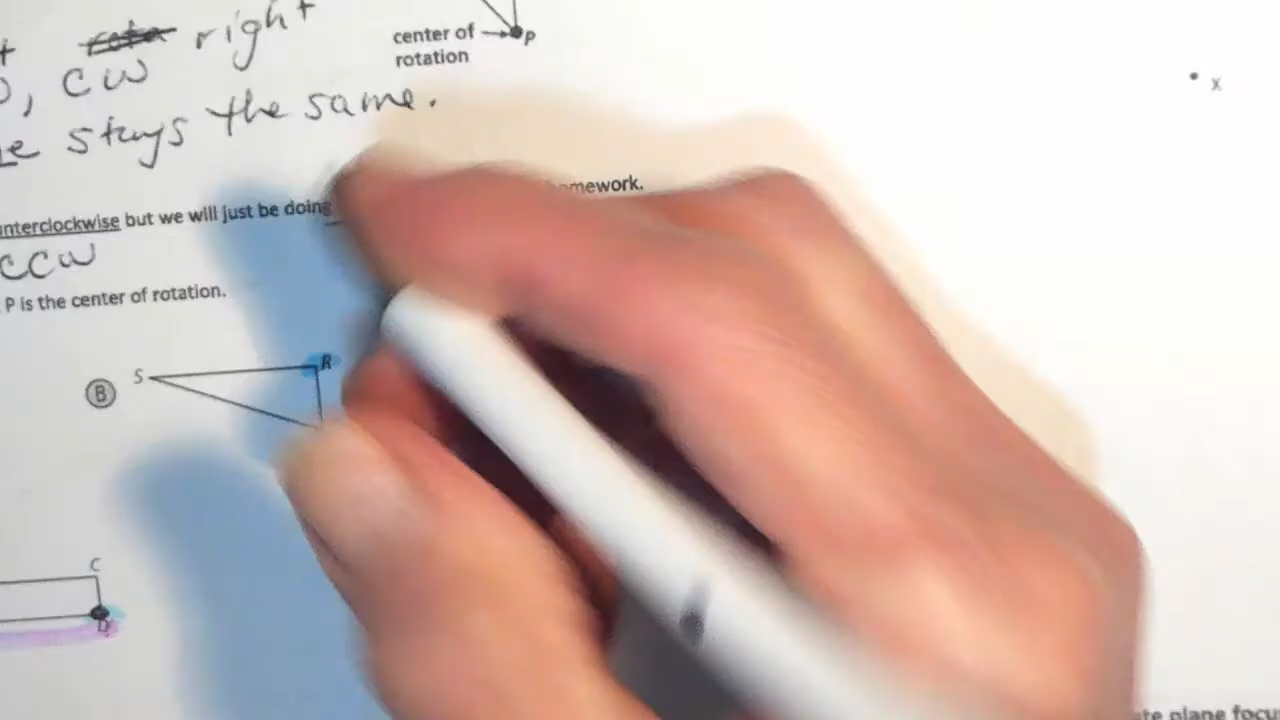 right
center of
rotation
P
, CW
x
stays the same.
omework.
nterclockwise but we will just be doing
CCW
P is the center of rotation.
S
R
B
C
D
te plane focu